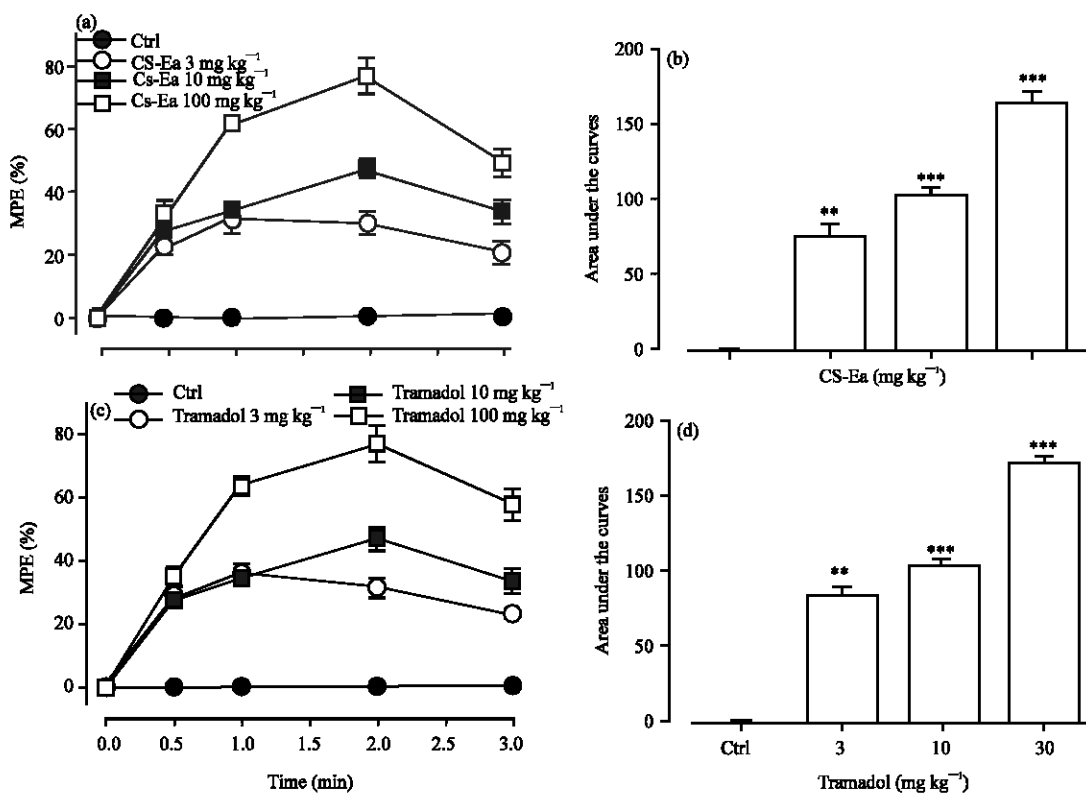 (a)
Ctrl
CS-Ea 3 mg kg⁻¹
Cs-Ea 10 mg kg⁻¹
Cs-Ea 100 mg kg⁻¹
80
60
40
20
0
MPE (%)
(b)
200
150
100
50
0
Area under the curves
**
***
***
CS-Ea (mg kg⁻¹)
(c)
Ctrl
Tramadol 3 mg kg⁻¹
Tramadol 10 mg kg⁻¹
Tramadol 100 mg kg⁻¹
80
60
40
20
0
MPE (%)
0.0 0.5 1.0 1.5 2.0 2.5 3.0
Time (min)
(d)
200
150
100
50
0
Area under the curves
**
***
***
Ctrl 3 10 30
Tramadol (mg kg⁻¹)